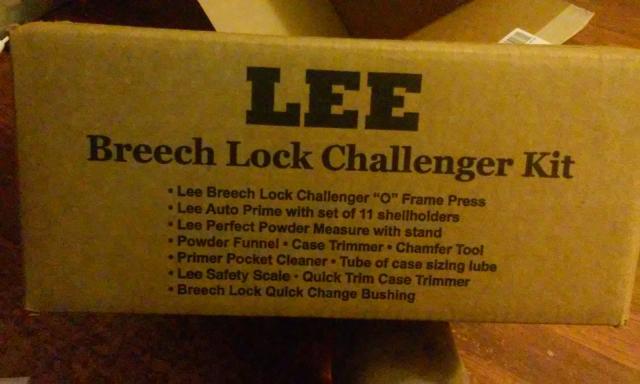 LEE
Breech Lock Challenger Kit
• Lee Breech Lock Challenger "O" Frame Press
• Lee Auto Prime with set of 11 shellholders
• Lee Perfect Powder Measure with stand
• Powder Funnel • Case Trimmer • Chamfer Tool
• Primer Pocket Cleaner • Tube of case sizing lube
• Lee Safety Scale • Quick Trim Case Trimmer
• Breech Lock Quick Change Bushing